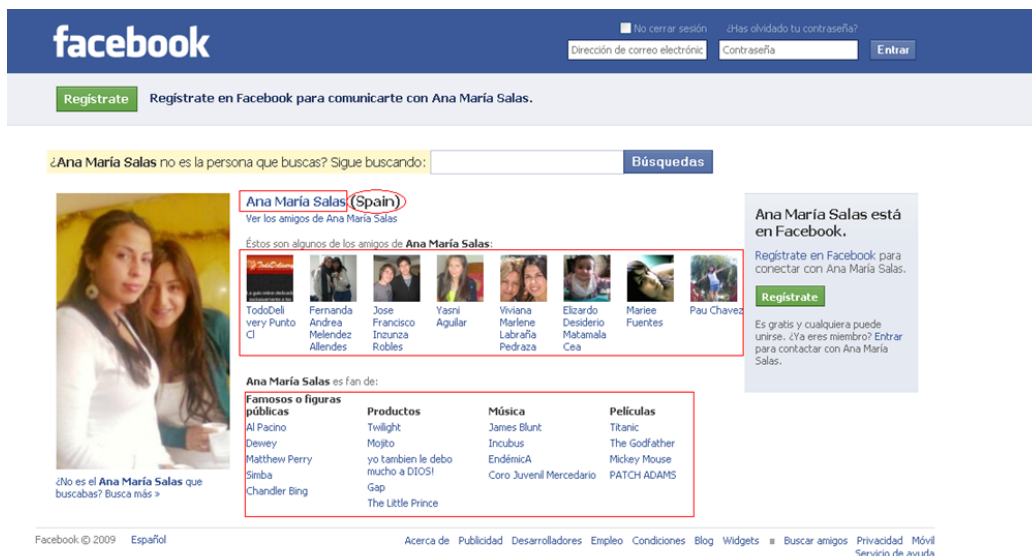 facebook
No cerrar sesión
¿Has olvidado tu contraseña?
Dirección de correo electrónic
Contraseña
Entrar
Regístrate
Regístrate en Facebook para comunicarte con Ana María Salas.
¿Ana María Salas no es la persona que buscas? Sigue buscando:
Búsquedas
Ana María Salas (Spain)
Ver los amigos de Ana María Salas
Éstos son algunos de los amigos de Ana María Salas:
TodoDeli
very Punto
Cl
Fernanda
Andrea
Melendez
Allendes
Jose
Francisco
Inzunza
Robles
Yasni
Aguilar
Viviana
Marlene
Labraña
Pedraza
Elizardo
Desiderio
Matamala
Cea
Mariee
Fuentes
Pau Chavez
Ana María Salas es fan de:
Famosos o figuras
públicas
Al Pacino
Dewey
Matthew Perry
Simba
Chandler Bing
Productos
Twilight
Mojito
yo tambien le debo
mucho a DIOS!
Gap
The Little Prince
Música
James Blunt
Incubus
EndémicA
Coro Juvenil Mercedario
Películas
Titanic
The Godfather
Mickey Mouse
PATCH ADAMS
¿No es el Ana María Salas que
buscabas? Busca más »
Ana María Salas está
en Facebook.
Regístrate en Facebook para
conectar con Ana María Salas.
Regístrate
Es gratis y cualquiera puede
unirse. ¿Ya eres miembro? Entrar
para contactar con Ana María
Salas.
Facebook © 2009 Español
Acerca de Publicidad Desarrolladores Empleo Condiciones Blog Widgets Buscar amigos Privacidad Móvil
Servicio de ayuda